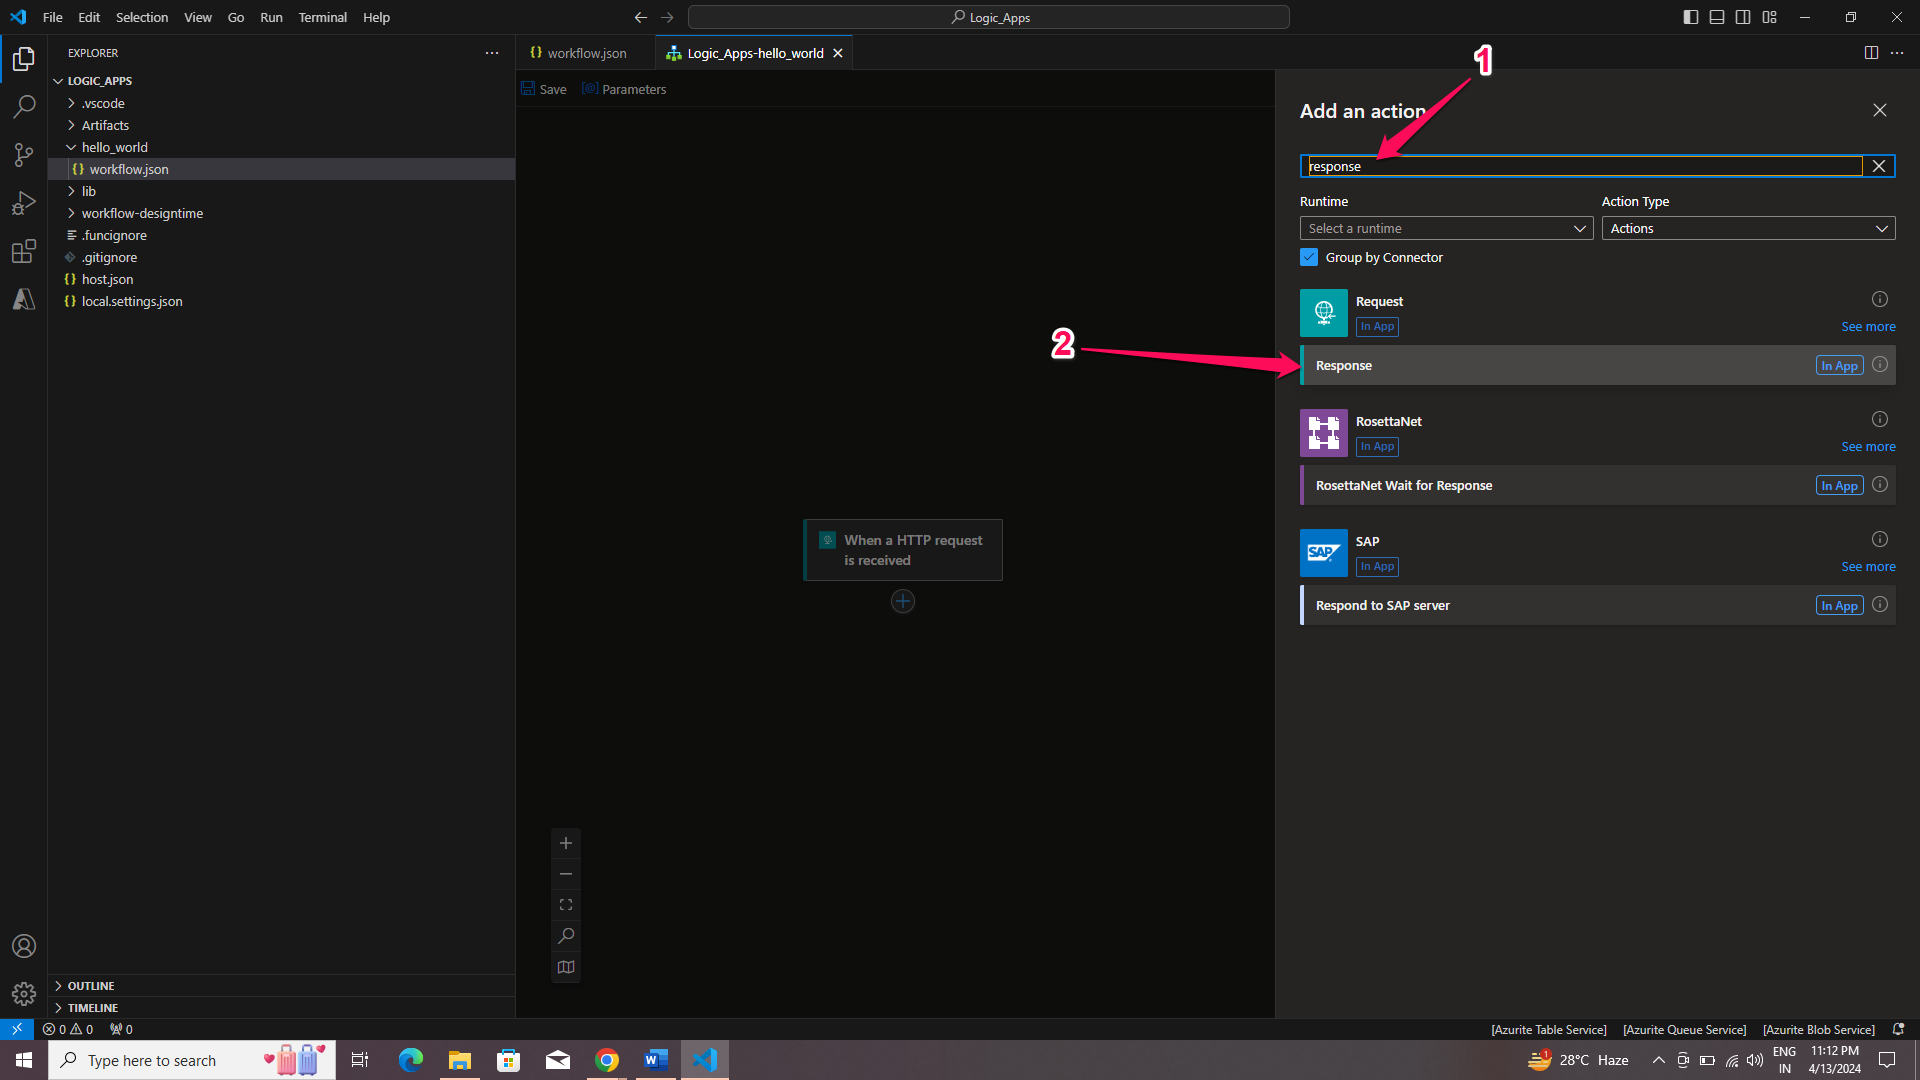 File Edit Selection View Go Run Terminal Help
Logic_Apps
EXPLORER
LOGIC_APPS
.vscode
Artifacts
hello_world
workflow.json
lib
workflow-designtime
.funcignore
.gitignore
host.json
local.settings.json
OUTLINE
TIMELINE
workflow.json
Logic_Apps-hello_world
Save
Parameters
When a HTTP request
is received
1
2
Add an action
response
Runtime
Action Type
Select a runtime
Actions
Group by Connector
Request
In App
See more
Response
In App
RosettaNet
In App
See more
RosettaNet Wait for Response
In App
SAP
SAP
In App
See more
Respond to SAP server
In App
0 0 0
[Azurite Table Service] [Azurite Queue Service] [Azurite Blob Service]
Type here to search
1
28°C Haze
ENG
IN
11:12 PM
4/13/2024